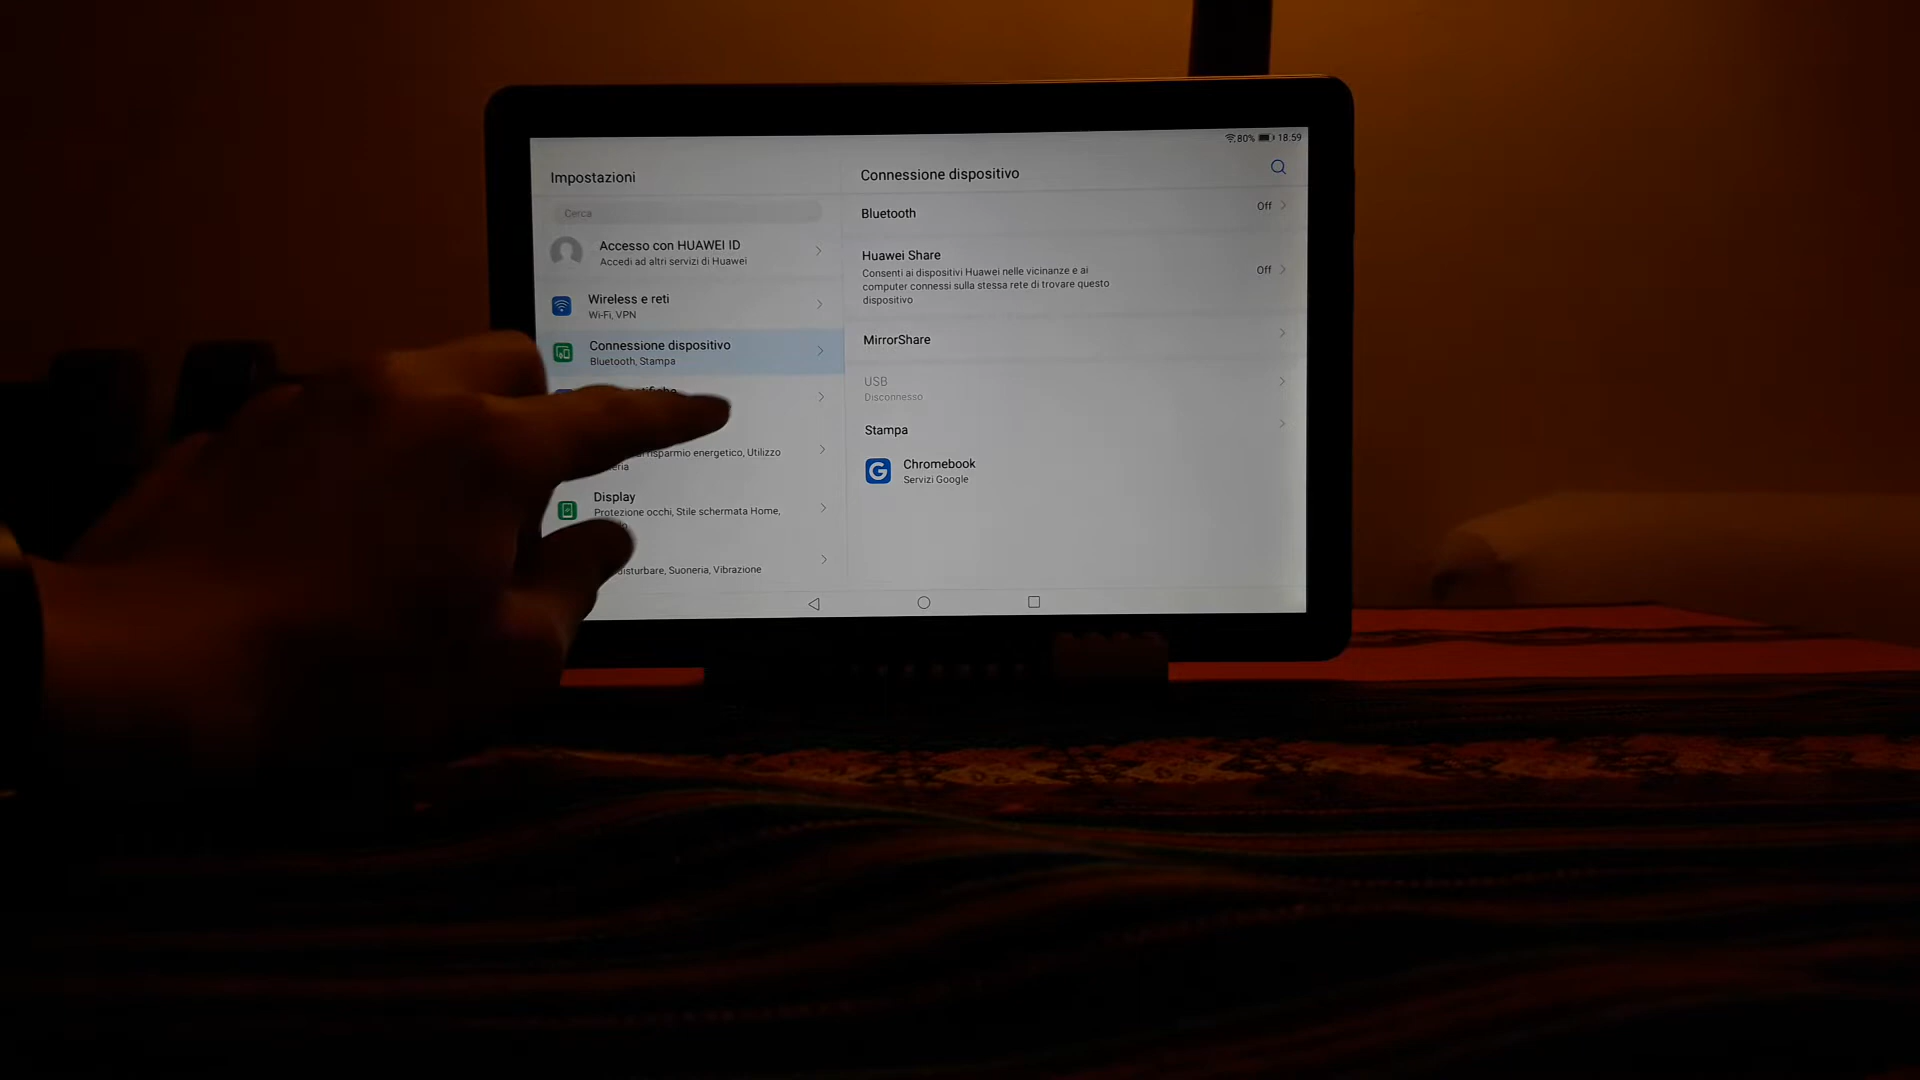 80% 18:59
Impostazioni
Cerca
Accesso con HUAWEI ID
Accedi ad altri servizi di Huawei
Wireless e reti
Wi-Fi, VPN
Connessione dispositivo
Bluetooth, Stampa
risparmio energetico, Utilizzo
Display
Protezione occhi, Stile schermata Home,
disturbare, Suoneria, Vibrazione
Connessione dispositivo
Bluetooth
Off
Huawei Share
Consenti ai dispositivi Huawei nelle vicinanze e ai
computer connessi sulla stessa rete di trovare questo
dispositivo
Off
MirrorShare
USB
Disconnesso
Stampa
G
Chromebook
Servizi Google